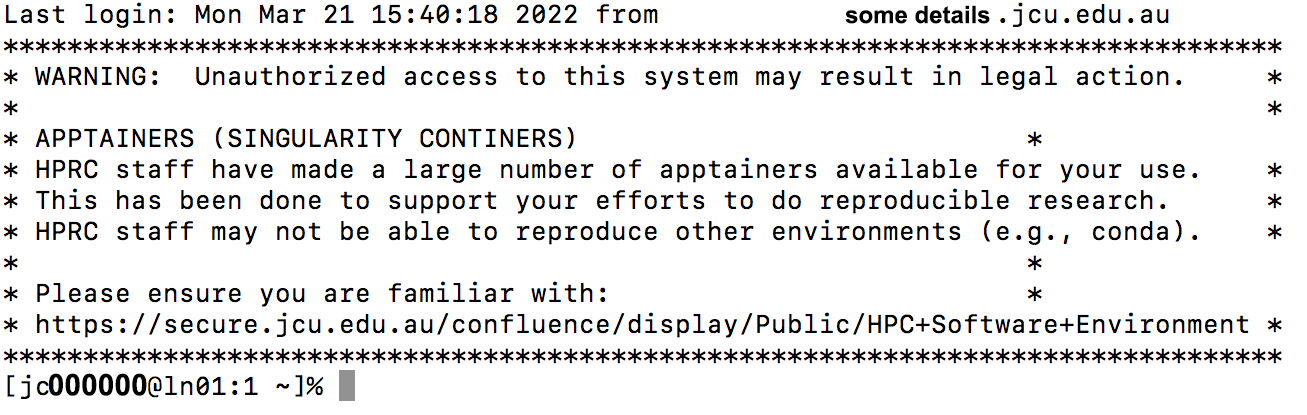 Last login: Mon Mar 21 15:40:18 2022 from some details .jcu.edu.au
********************************************************************************
* WARNING:  Unauthorized access to this system may result in legal action.     *
*                                                                              *
* APPTAINERS (SINGULARITY CONTINERS)                            *
* HPRC staff have made a large number of apptainers available for your use.    *
* This has been done to support your efforts to do reproducible research.      *
* HPRC staff may not be able to reproduce other environments (e.g., conda).    *
*                                                               *
* Please ensure you are familiar with:                          *
* https://secure.jcu.edu.au/confluence/display/Public/HPC+Software+Environment *
********************************************************************************
[jc000000@ln01:1 ~]%